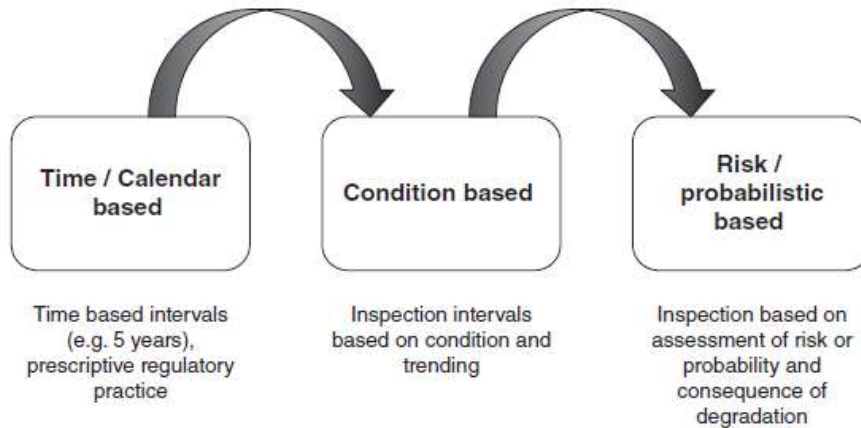 Time / Calendar
based
Condition based
Risk /
probabilistic
based
Time based intervals
(e.g. 5 years),
prescriptive regulatory
practice
Inspection intervals
based on condition and
trending
Inspection based on
assessment of risk or
probability and
consequence of
degradation